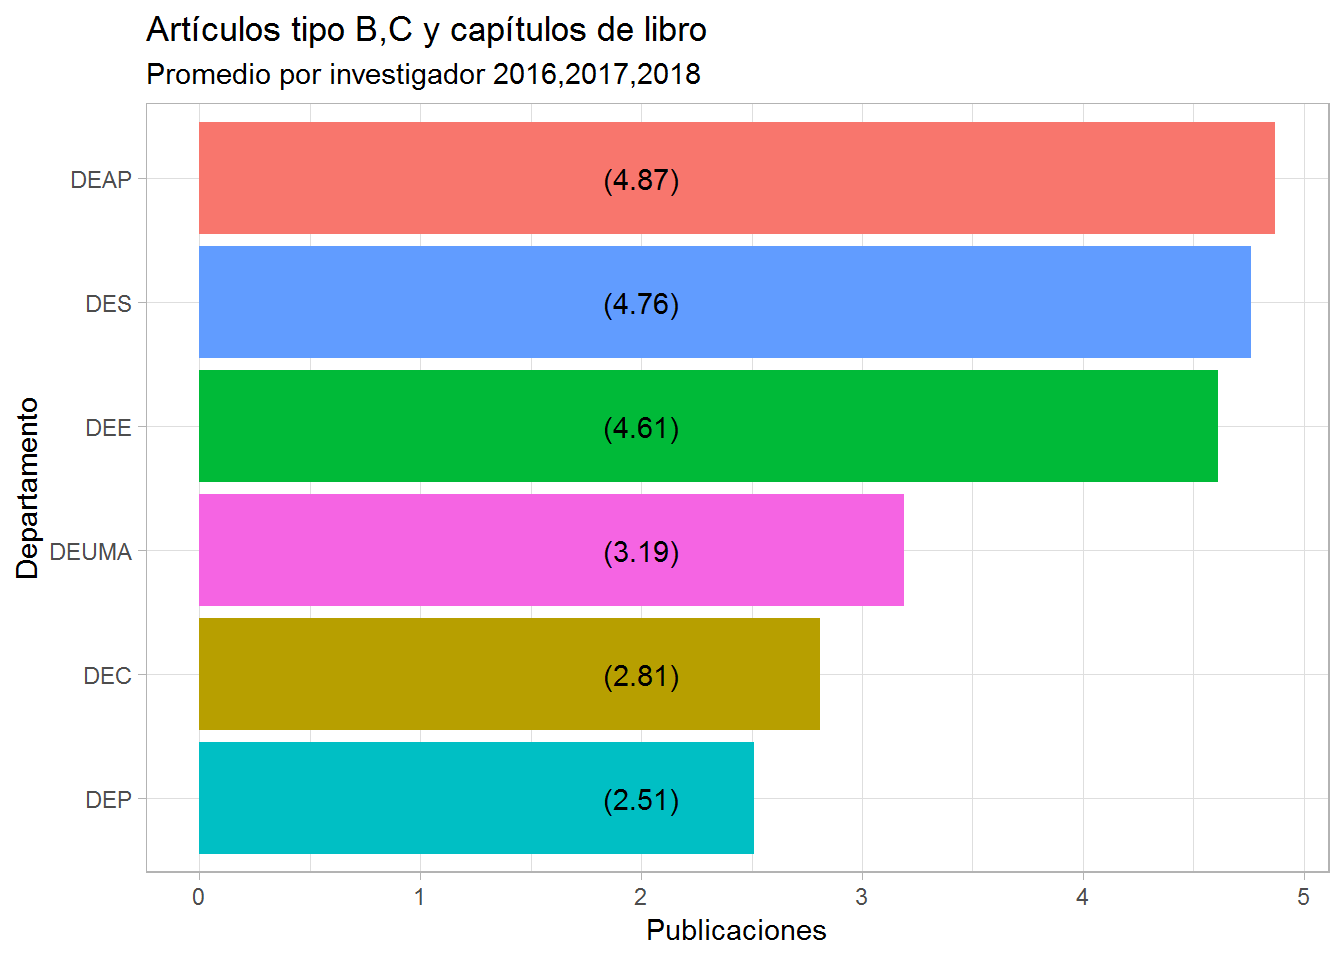 Artículos tipo B,C y capítulos de libro
Promedio por investigador 2016,2017,2018
Departamento
DEAP
(4.87)
DES
(4.76)
DEE
(4.61)
DEUMA
(3.19)
DEC
(2.81)
DEP
(2.51)
0 1 2 3 4 5
Publicaciones